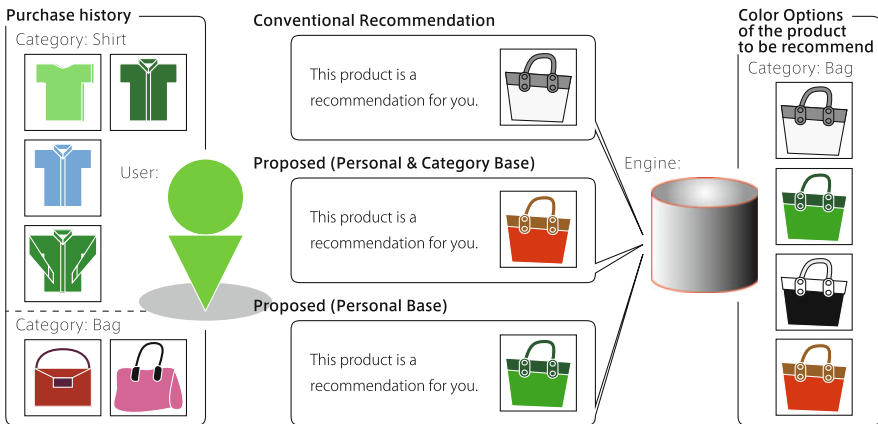 Purchase history
Category: Shirt
User:
Category: Bag
Conventional Recommendation
This product is a
recommendation for you.
Proposed (Personal & Category Base)
This product is a
recommendation for you.
Proposed (Personal Base)
This product is a
recommendation for you.
Engine:
Color Options
of the product
to be recommend
Category: Bag